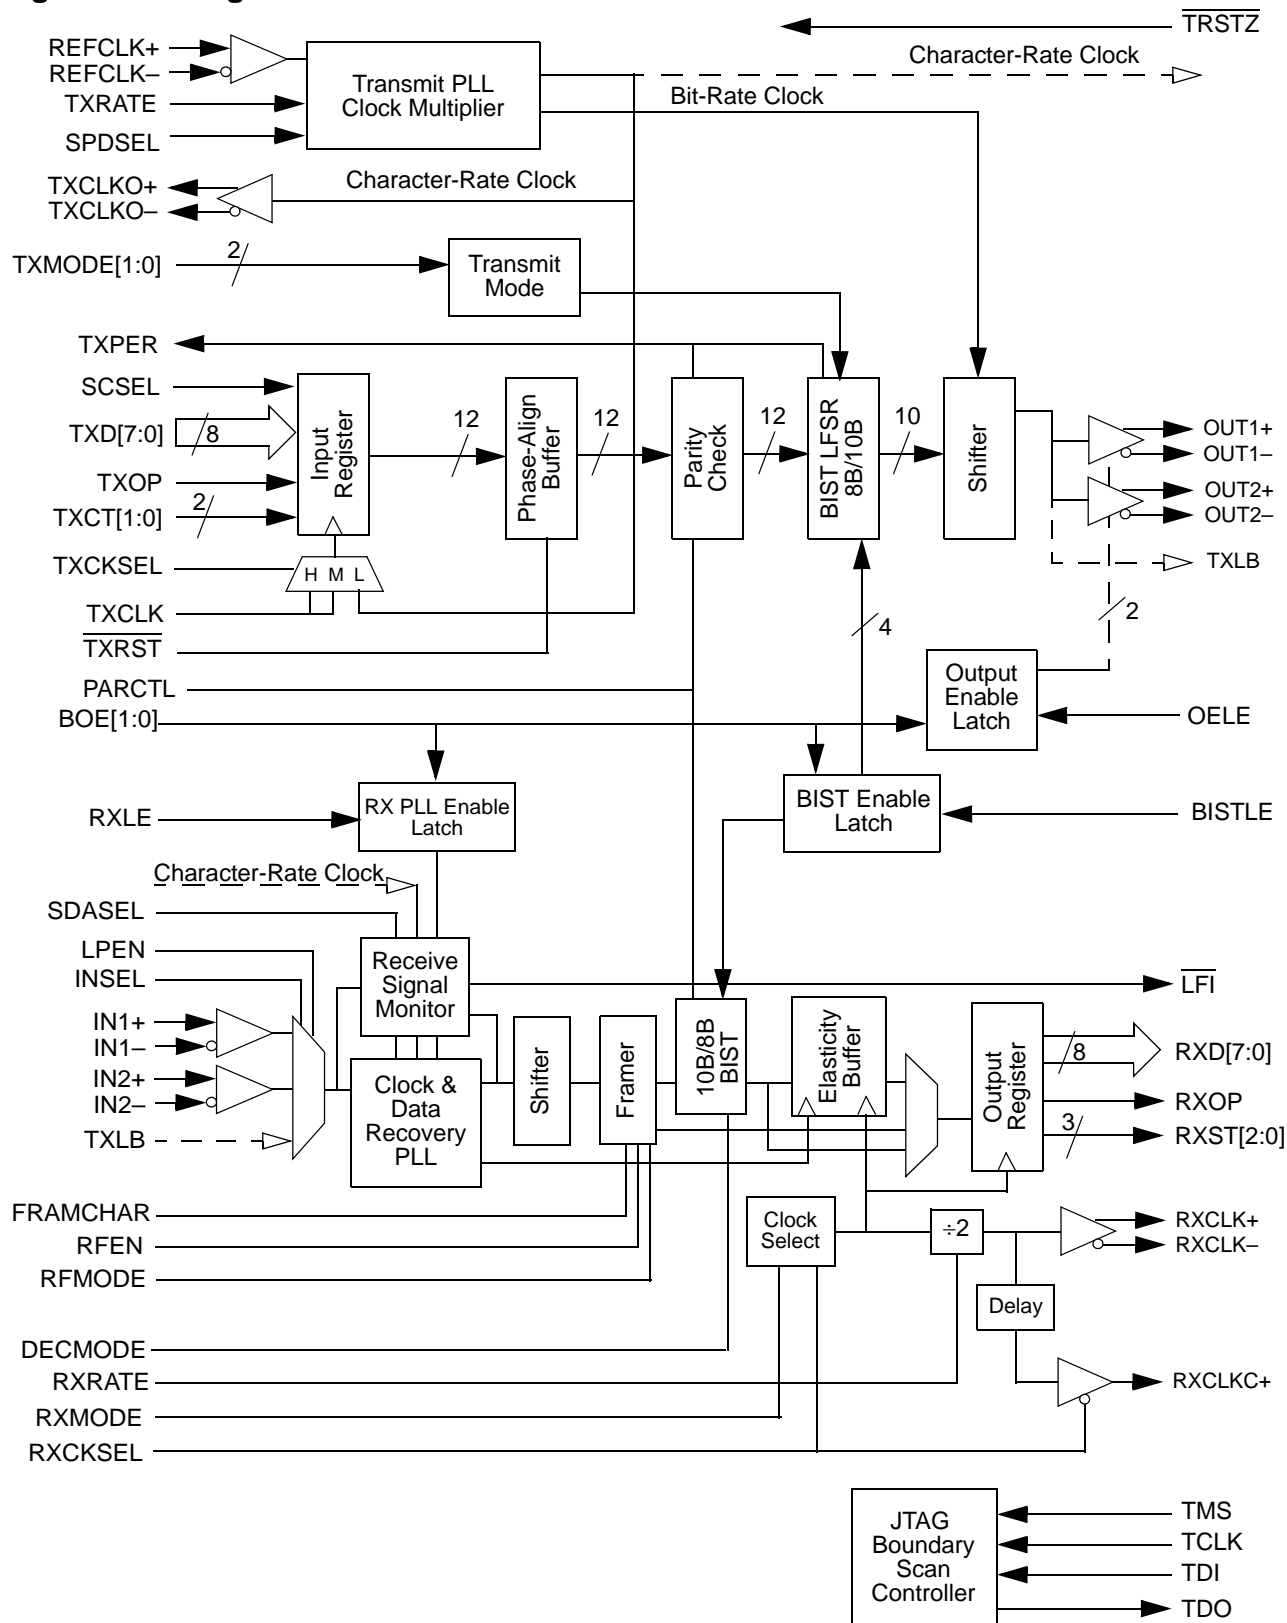 TRSTZ
REFCLK+
REFCLK–
TXRATE
SPDSEL
Transmit PLL
Clock Multiplier
Character-Rate Clock
Bit-Rate Clock
TXCLKO+
TXCLKO–
Character-Rate Clock
TXMODE[1:0]
2
Transmit
Mode
TXPER
SCSEL
TXD[7:0]
8
TXOP
TXCT[1:0]
2
Input
Register
12
Phase-Align
Buffer
12
Parity
Check
12
BIST LFSR
8B/10B
10
Shifter
OUT1+
OUT1–
OUT2+
OUT2–
TXLB
TXCKSEL
H M L
TXCLK
TXRST
4
2
PARCTL
BOE[1:0]
Output
Enable
Latch
OELE
RXLE
RX PLL Enable
Latch
BIST Enable
Latch
BISTLE
Character-Rate Clock
SDASEL
LPEN
INSEL
Receive
Signal
Monitor
LFI
IN1+
IN1–
IN2+
IN2–
TXLB
Clock &
Data
Recovery
PLL
Shifter
Framer
10B/8B
BIST
Elasticity
Buffer
Output
Register
8
RXD[7:0]
RXOP
3
RXST[2:0]
FRAMCHAR
RFEN
RFMODE
Clock
Select
÷2
RXCLK+
RXCLK–
Delay
DECMODE
RXRATE
RXCLKC+
RXMODE
RXCKSEL
JTAG
Boundary
Scan
Controller
TMS
TCLK
TDI
TDO